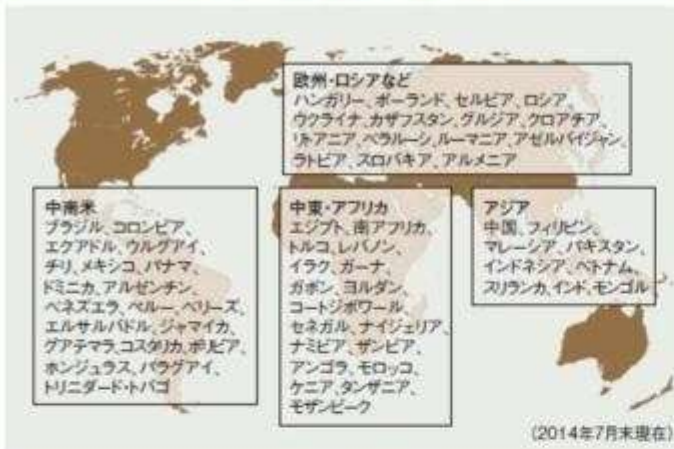 欧州・ロシアなど
ハンガリー、ポーランド、セルビア、ロシア、
ウクライナ、カザフスタン、グルジア、クロアチア、
リトアニア、ベラルーシ、ルーマニア、アゼルバイジャン、
ラトビア、スロバキア、アルメニア
中南米
ブラジル、コロンビア、
エクアドル、ウルグアイ、
チリ、メキシコ、パナマ、
ドミニカ、アルゼンチン、
ベネズエラ、ペルー、ベリーズ、
エルサルバドル、ジャマイカ、
グアテマラ、コスタリカ、ボリビア、
ホンジュラス、パラグアイ、
トリニダード・トバゴ
中東・アフリカ
エジプト、南アフリカ、
トルコ、レバノン、
イラク、ガーナ、
ガボン、ヨルダン、
コートジボワール、
セネガル、ナイジェリア、
ナミビア、ザンビア、
アンゴラ、モロッコ、
ケニア、タンザニア、
モザンビーク
アジア
中国、フィリピン、
マレーシア、パキスタン、
インドネシア、ベトナム、
スリランカ、インド、モンゴル
(2014年7月末現在)